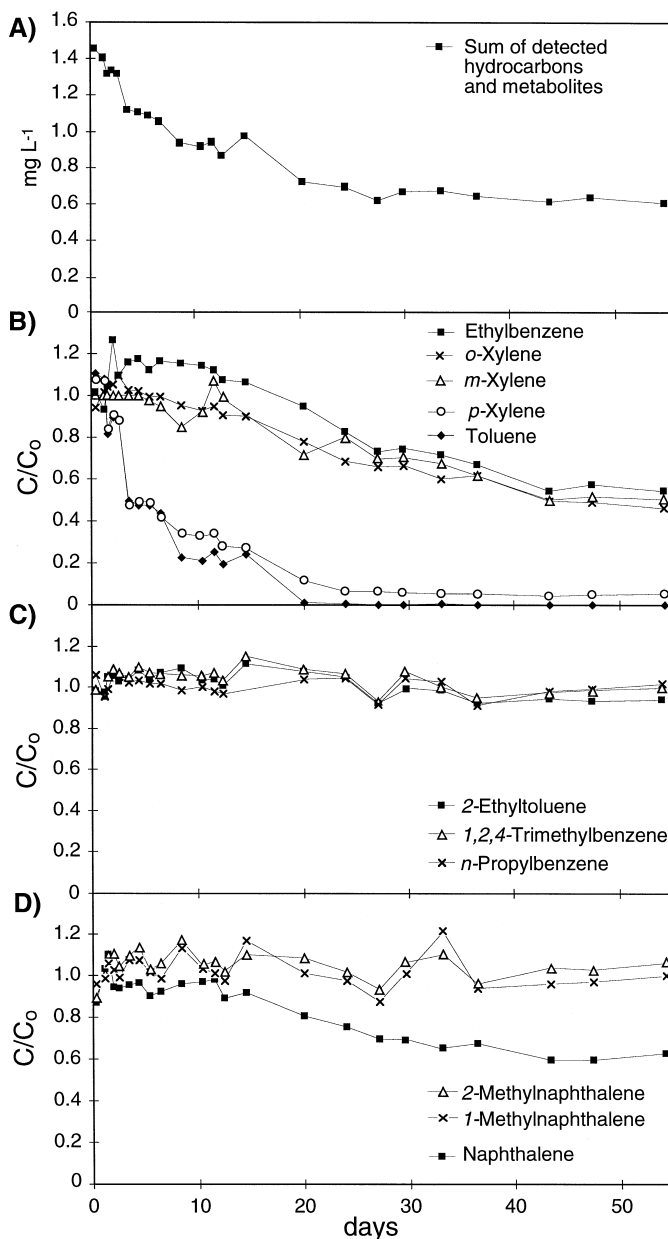 A)
1.6
1.4
1.2
1.0
0.8
0.6
0.4
0.2
0
mg L-1
Sum of detected
hydrocarbons
and metabolites
B)
1.2
1.0
0.8
0.6
0.4
0.2
0
C/Co
Ethylbenzene
o-Xylene
m-Xylene
p-Xylene
Toluene
C)
1.2
1.0
0.8
0.6
0.4
0.2
0
C/Co
2-Ethyltoluene
1,2,4-Trimethylbenzene
n-Propylbenzene
D)
1.2
1.0
0.8
0.6
0.4
0.2
0
C/Co
2-Methylnaphthalene
1-Methylnaphthalene
Naphthalene
0 10 20 30 40 50
days